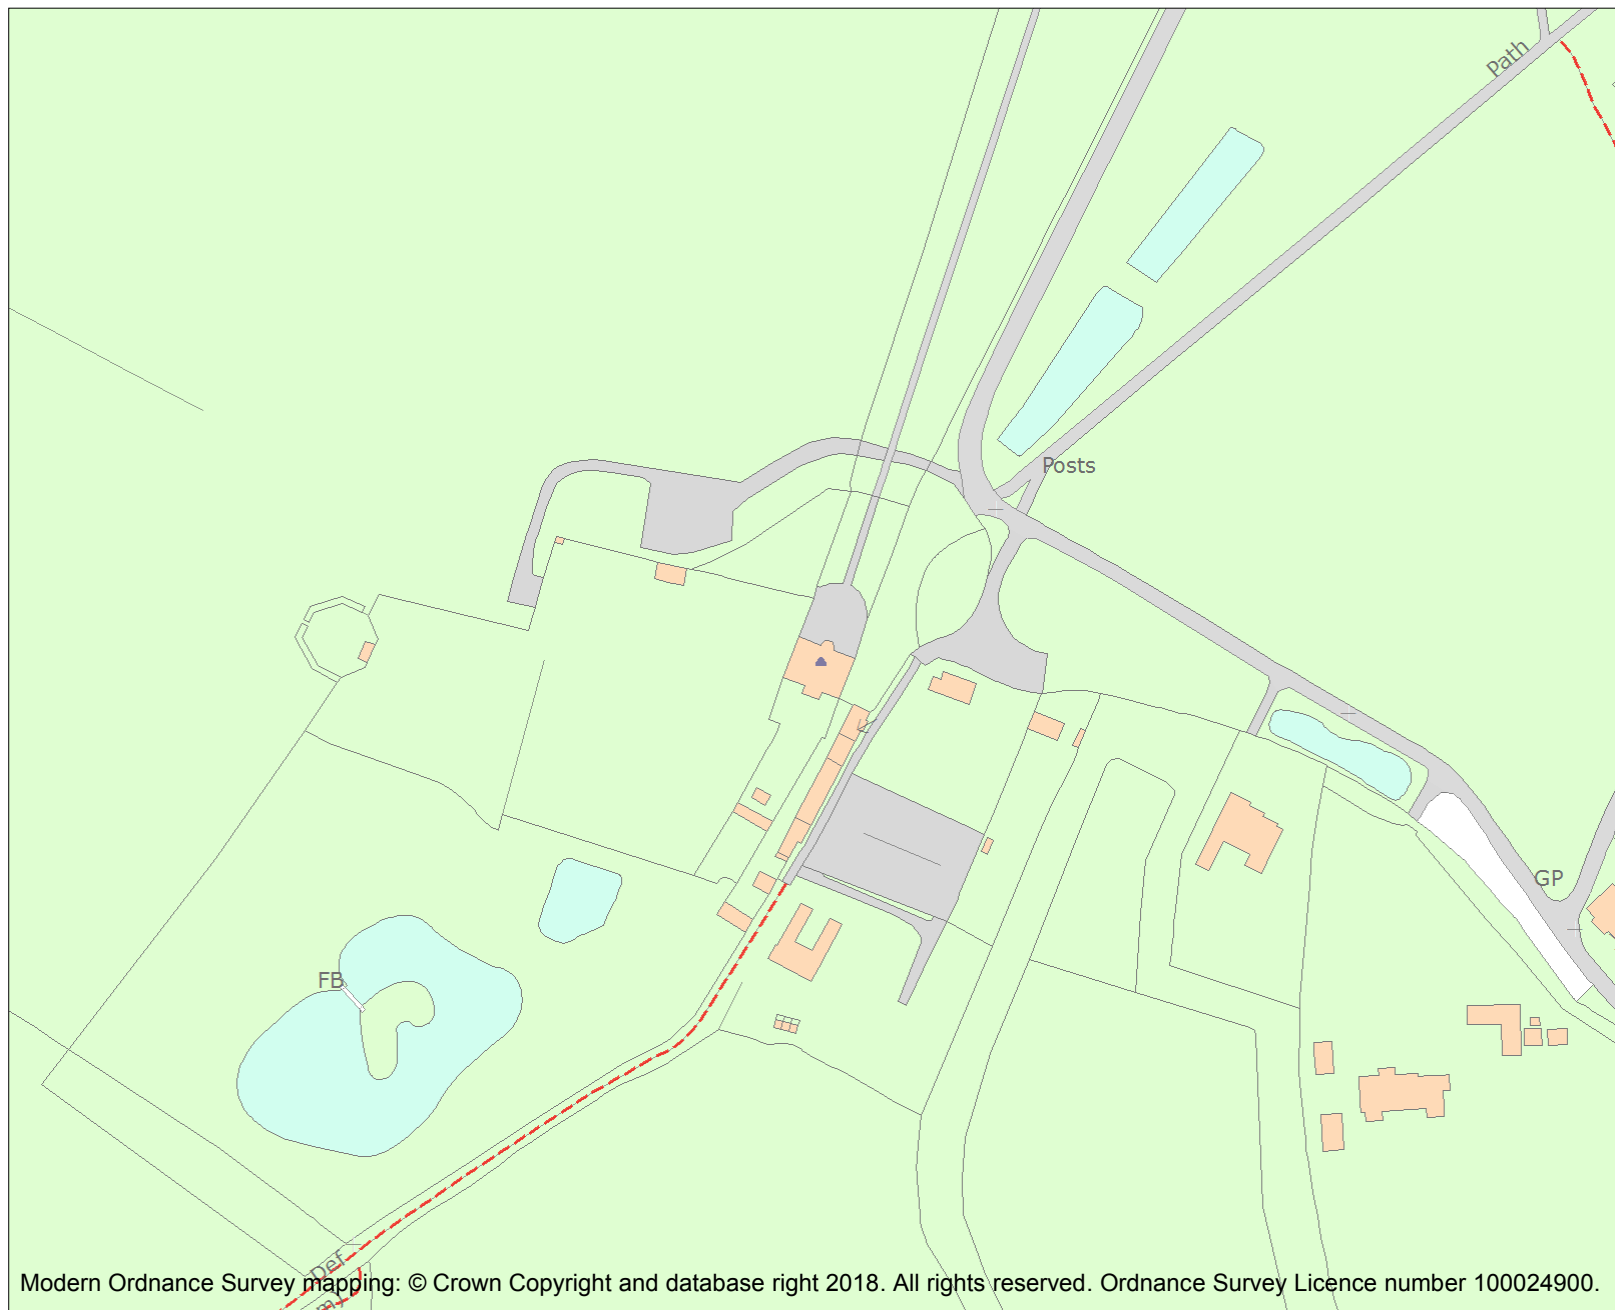 Path
Posts
GP
FB
Def
Modern Ordnance Survey mapping: © Crown Copyright and database right 2018. All rights reserved. Ordnance Survey Licence number 100024900.